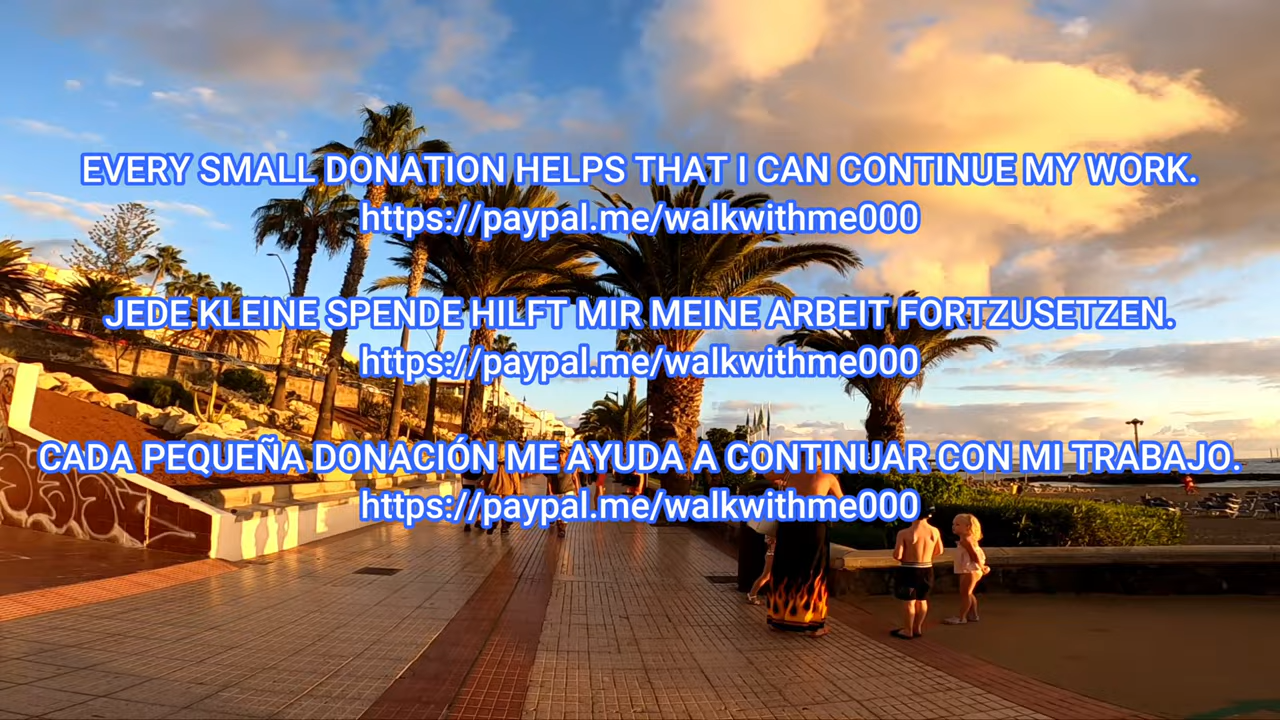 EVERY SMALL DONATION HELPS THAT I CAN CONTINUE MY WORK.
https://paypal.me/walkwithme000
JEDE KLEINE SPENDE HILFT MIR MEINE ARBEIT FORTZUSETZEN.
https://paypal.me/walkwithme000
CADA PEQUEÑA DONACIÓN ME AYUDA A CONTINUAR CON MI TRABAJO.
https://paypal.me/walkwithme000